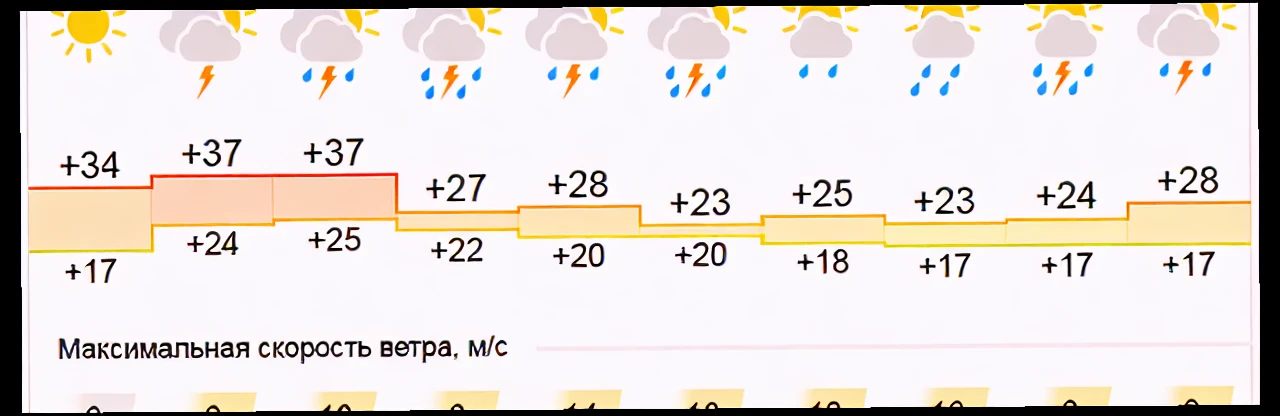 +34 +37 +37 +27 +28 +23 +25 +23 +24 +28
+17 +24 +25 +22 +20 +20 +18 +17 +17 +17
Максимальная скорость ветра, м/с